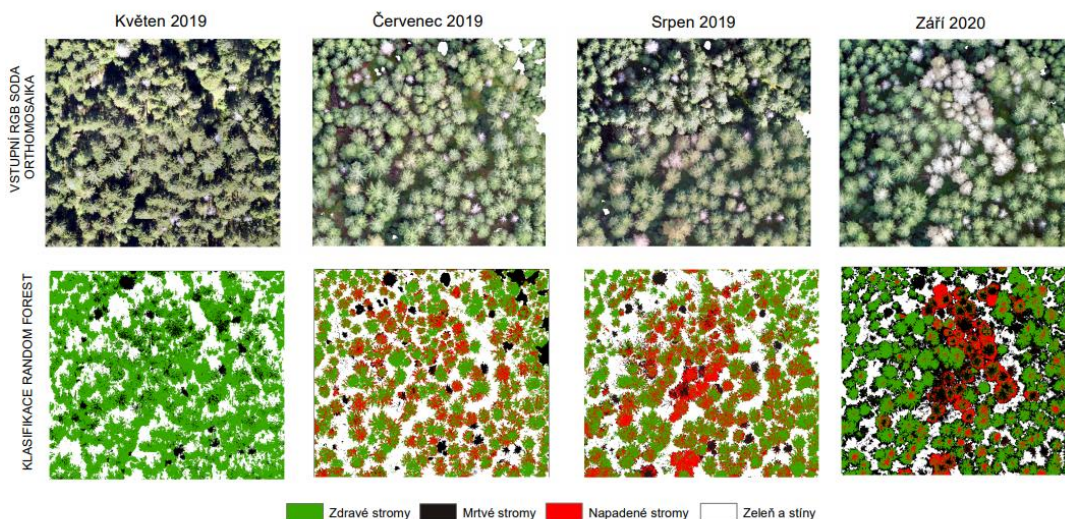 Květen 2019
Červenec 2019
Srpen 2019
Září 2020
VSTUPNÍ RGB SODA
ORTHOMOSAIKA
KLASIFIKACE RANDOM FOREST
Zdravé stromy
Mrtvé stromy
Napadené stromy
Zeleň a stíny